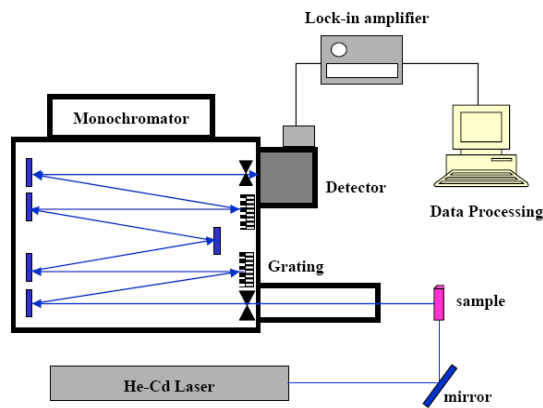 Lock-in amplifier
Monochromator
Detector
Data Processing
Grating
sample
He-Cd Laser
mirror